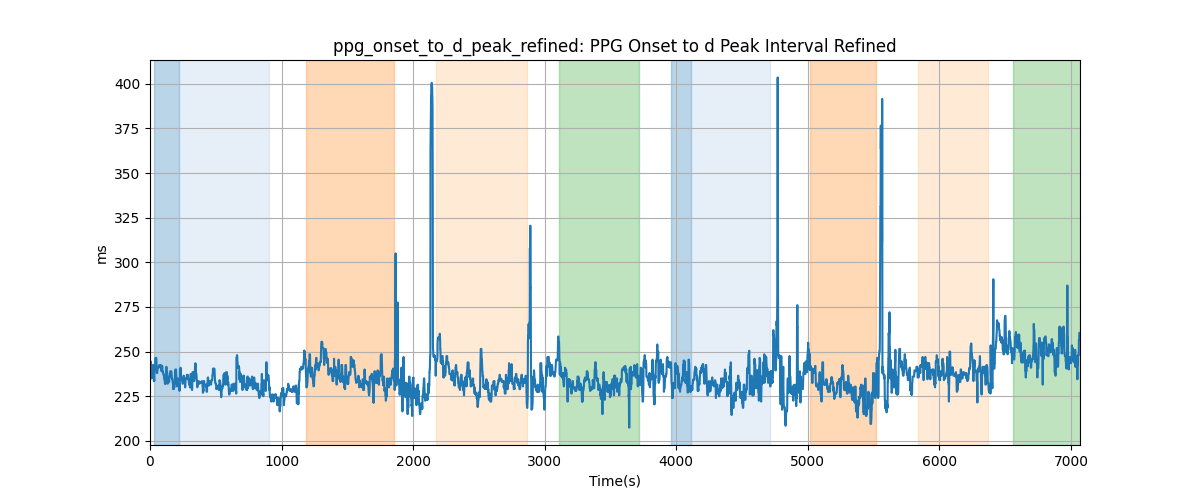 ppg_onset_to_d_peak_refined: PPG Onset to d Peak Interval Refined
400
375
350
325
300
275
250
225
200
ms
0 1000 2000 3000 4000 5000 6000 7000
Time(s)